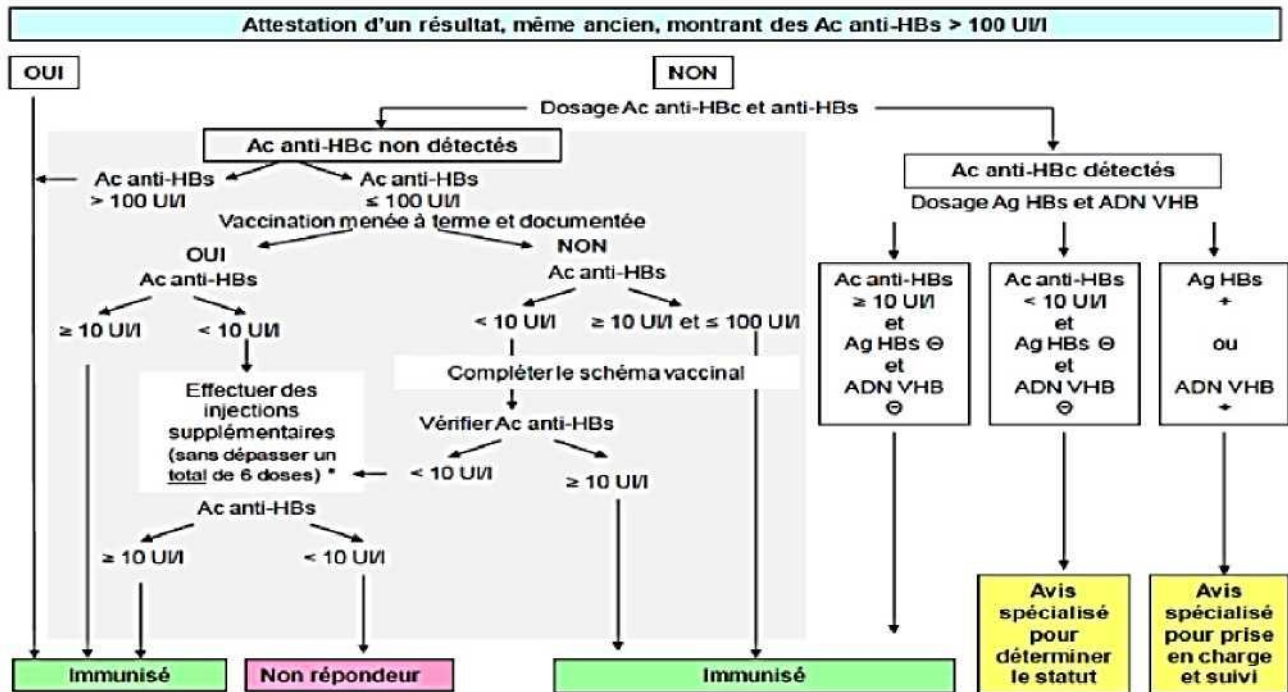 Attestation d'un résultat, même ancien, montrant des Ac anti-HBs > 100 UI/l
OUI
NON
Dosage Ac anti-HBc et anti-HBs
Ac anti-HBc non détectés
Ac anti-HBs
> 100 UI/l
Ac anti-HBs
≤ 100 UI/l
Vaccination menée à terme et documentée
OUI
Ac anti-HBs
≥ 10 UI/l
< 10 UI/l
Effectuer des
injections
supplémentaires
(sans dépasser un
total de 6 doses) *
Ac anti-HBs
≥ 10 UI/l
< 10 UI/l
NON
Ac anti-HBs
< 10 UI/l
≥ 10 UI/l et ≤ 100 UI/l
Compléter le schéma vaccinal
Vérifier Ac anti-HBs
< 10 UI/l
≥ 10 UI/l
Ac anti-HBc détectés
Dosage Ag HBs et ADN VHB
Ac anti-HBs
≥ 10 UI/l
et
Ag HBs ⊖
et
ADN VHB
⊖
Ac anti-HBs
< 10 UI/l
et
Ag HBs ⊖
et
ADN VHB
⊖
Ag HBs
+
ou
ADN VHB
+
Immunisé
Non répondeur
Immunisé
Avis
spécialisé
pour
déterminer
le statut
Avis
spécialisé
pour prise
en charge
et suivi